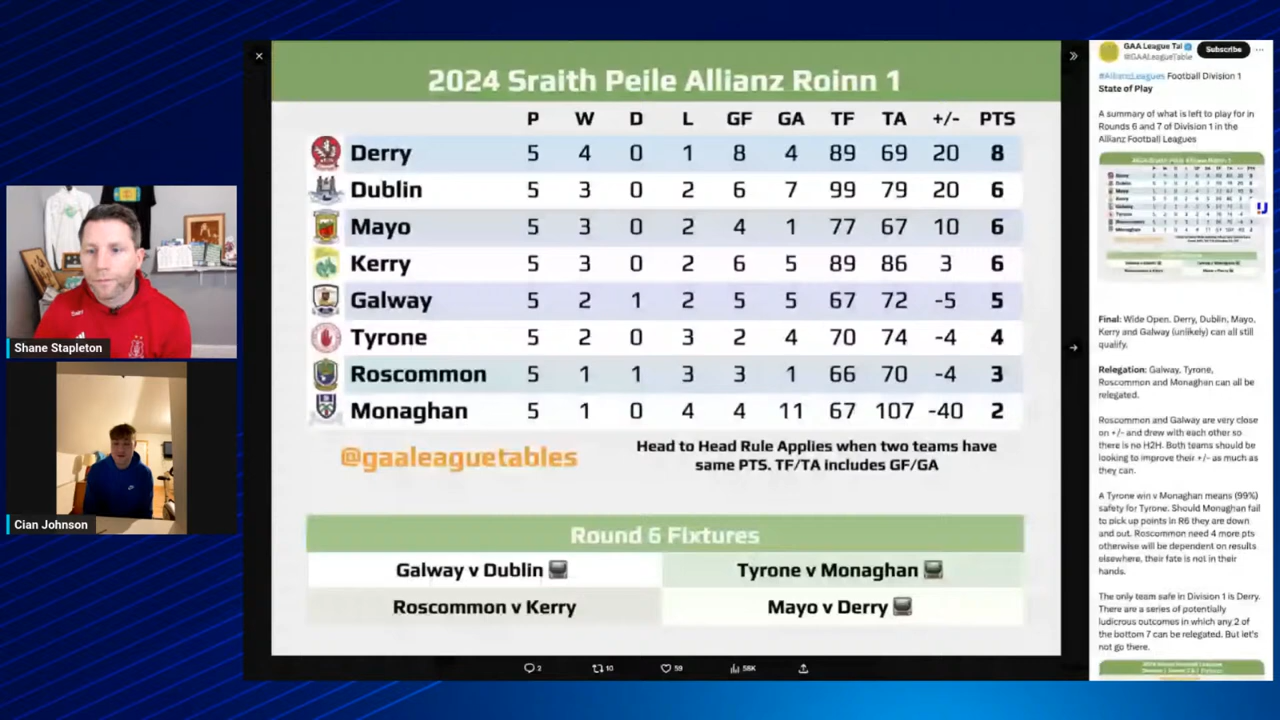 2024 Sraith Peile Allianz Roinn 1
P W D L GF GA TF TA +/- PTS
Derry 5 4 0 1 8 4 89 69 20 8
Dublin 5 3 0 2 6 7 99 79 20 6
Mayo 5 3 0 2 4 1 77 67 10 6
Kerry 5 3 0 2 6 5 89 86 3 6
Galway 5 2 1 2 5 5 67 72 -5 5
Tyrone 5 2 0 3 2 4 70 74 -4 4
Roscommon 5 1 1 3 3 1 66 70 -4 3
Monaghan 5 1 0 4 4 11 67 107 -40 2
@gaaleaguetables
Head to Head Rule Applies when two teams have
same PTS. TF/TA includes GF/GA
Round 6 Fixtures
Galway v Dublin
Tyrone v Monaghan
Roscommon v Kerry
Mayo v Derry
2 10 59 58K
Shane Stapleton
Cian Johnson
GAA League Tal
@GAALeagueTable
Subscribe
#AllianzLeagues Football Division 1
State of Play
A summary of what is left to play for in
Rounds 6 and 7 of Division 1 in the
Allianz Football Leagues
Final: Wide Open. Derry, Dublin, Mayo,
Kerry and Galway (unlikely) can all still
qualify.
Relegation: Galway, Tyrone,
Roscommon and Monaghan can all be
relegated.
Roscommon and Galway are very close
on +/- and drew with each other so
there is no H2H. Both teams should be
looking to improve their +/- as much as
they can.
A Tyrone win v Monaghan means (99%)
safety for Tyrone. Should Monaghan fail
to pick up points in R6 they are down
and out. Roscommon need 4 more pts
otherwise will be dependent on results
elsewhere, their fate is not in their
hands.
The only team safe in Division 1 is Derry.
There are a series of potentially
ludicrous outcomes in which any 2 of
the bottom 7 can be relegated. But let's
not go there.